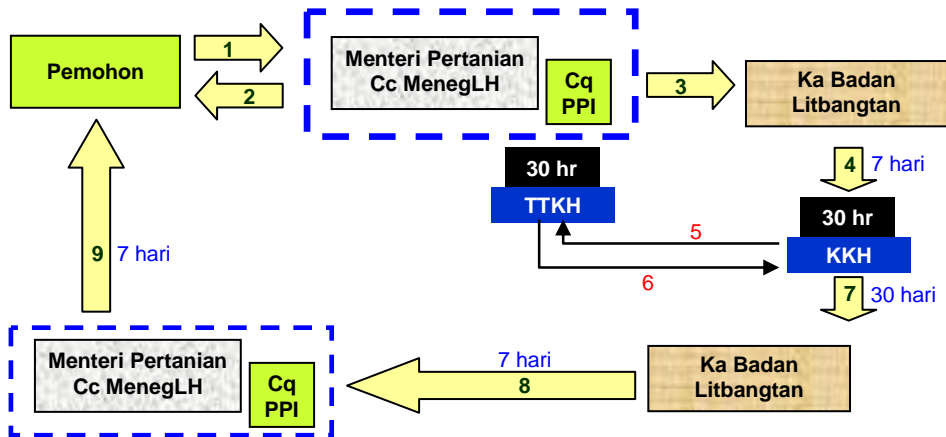 Pemohon
1
2
Menteri Pertanian
Cc MenegLH
Cq
PPI
3
Ka Badan
Litbangtan
4 7 hari
30 hr
TTKH
30 hr
KKH
5
6
7 30 hari
Ka Badan
Litbangtan
7 hari
8
Menteri Pertanian
Cc MenegLH
Cq
PPI
9 7 hari